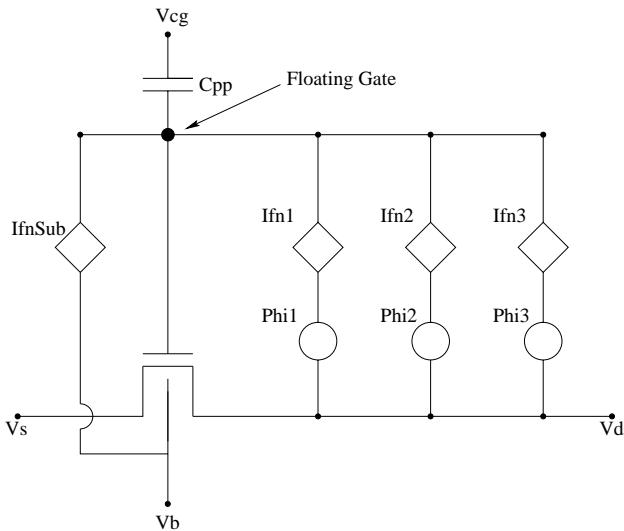 Vcg
Cpp
Floating Gate
IfnSub
Ifn1
Ifn2
Ifn3
Phi1
Phi2
Phi3
Vs
Vd
Vb